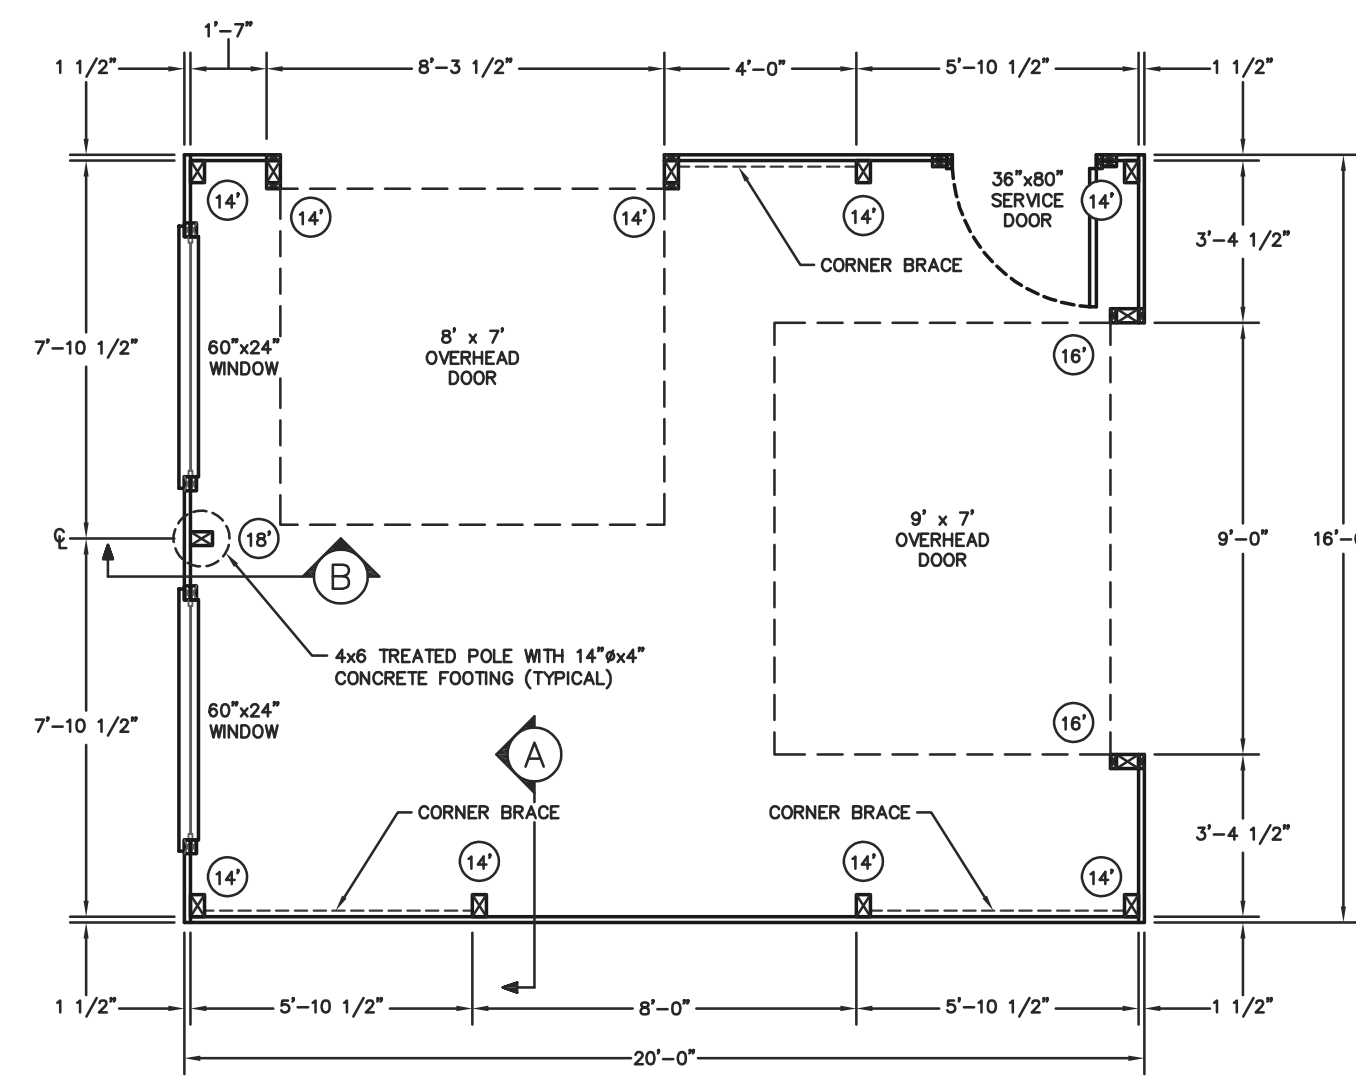 1'-7"
1 1/2"
8'-3 1/2"
4'-0"
5'-10 1/2"
1 1/2"
14'
14'
14'
14'
36"x80"
SERVICE
DOOR
14'
3'-4 1/2"
CORNER BRACE
7'-10 1/2"
60"x24"
WINDOW
8' x 7'
OVERHEAD
DOOR
16'
℄
18'
B
9' x 7'
OVERHEAD
DOOR
9'-0"
16'-0
4x6 TREATED POLE WITH 14"øx4"
CONCRETE FOOTING (TYPICAL)
7'-10 1/2"
60"x24"
WINDOW
16'
A
CORNER BRACE
CORNER BRACE
3'-4 1/2"
14'
14'
14'
14'
1 1/2"
5'-10 1/2"
8'-0"
5'-10 1/2"
1 1/2"
20'-0"